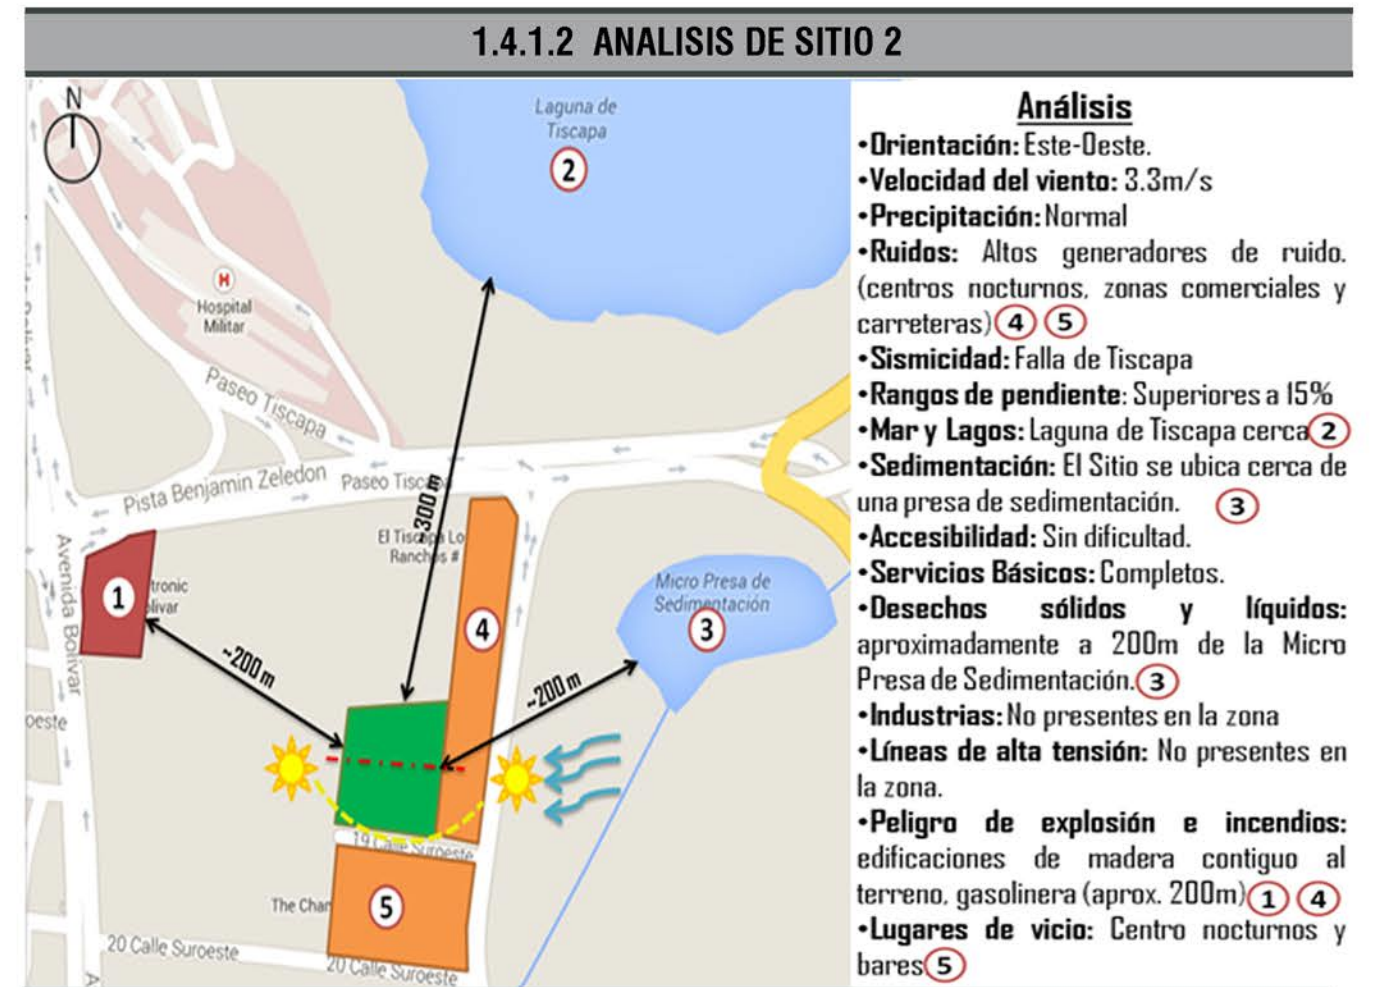 1.4.1.2 ANALISIS DE SITIO 2
N
Laguna de
Tiscapa
2
H
Hospital
Militar
Paseo Tiscapa
Pista Benjamin Zeledon
Paseo
~300 m
El
Ranchos #
Avenida Bolívar
1
tronic
4
Micro Presa de
Sedimentación
3
~200 m
~200 m
oeste
19 Calle Suroeste
The Char
5
20 Calle Suroeste
20 Calle Suroeste
A
Análisis
•Orientación: Este-Oeste.
•Velocidad del viento: 3.3m/s
•Precipitación: Normal
•Ruidos: Altos generadores de ruido.
(centros nocturnos, zonas comerciales y
carreteras) 4 5
•Sismicidad: Falla de Tiscapa
•Rangos de pendiente: Superiores a 15%
•Mar y Lagos: Laguna de Tiscapa cerca 2
•Sedimentación: El Sitio se ubica cerca de
una presa de sedimentación. 3
•Accesibilidad: Sin dificultad.
•Servicios Básicos: Completos.
•Desechos sólidos y líquidos:
aproximadamente a 200m de la Micro
Presa de Sedimentación. 3
•Industrias: No presentes en la zona
•Líneas de alta tensión: No presentes en
la zona.
•Peligro de explosión e incendios:
edificaciones de madera contiguo al
terreno, gasolinera (aprox. 200m) 1 4
•Lugares de vicio: Centro nocturnos y
bares 5